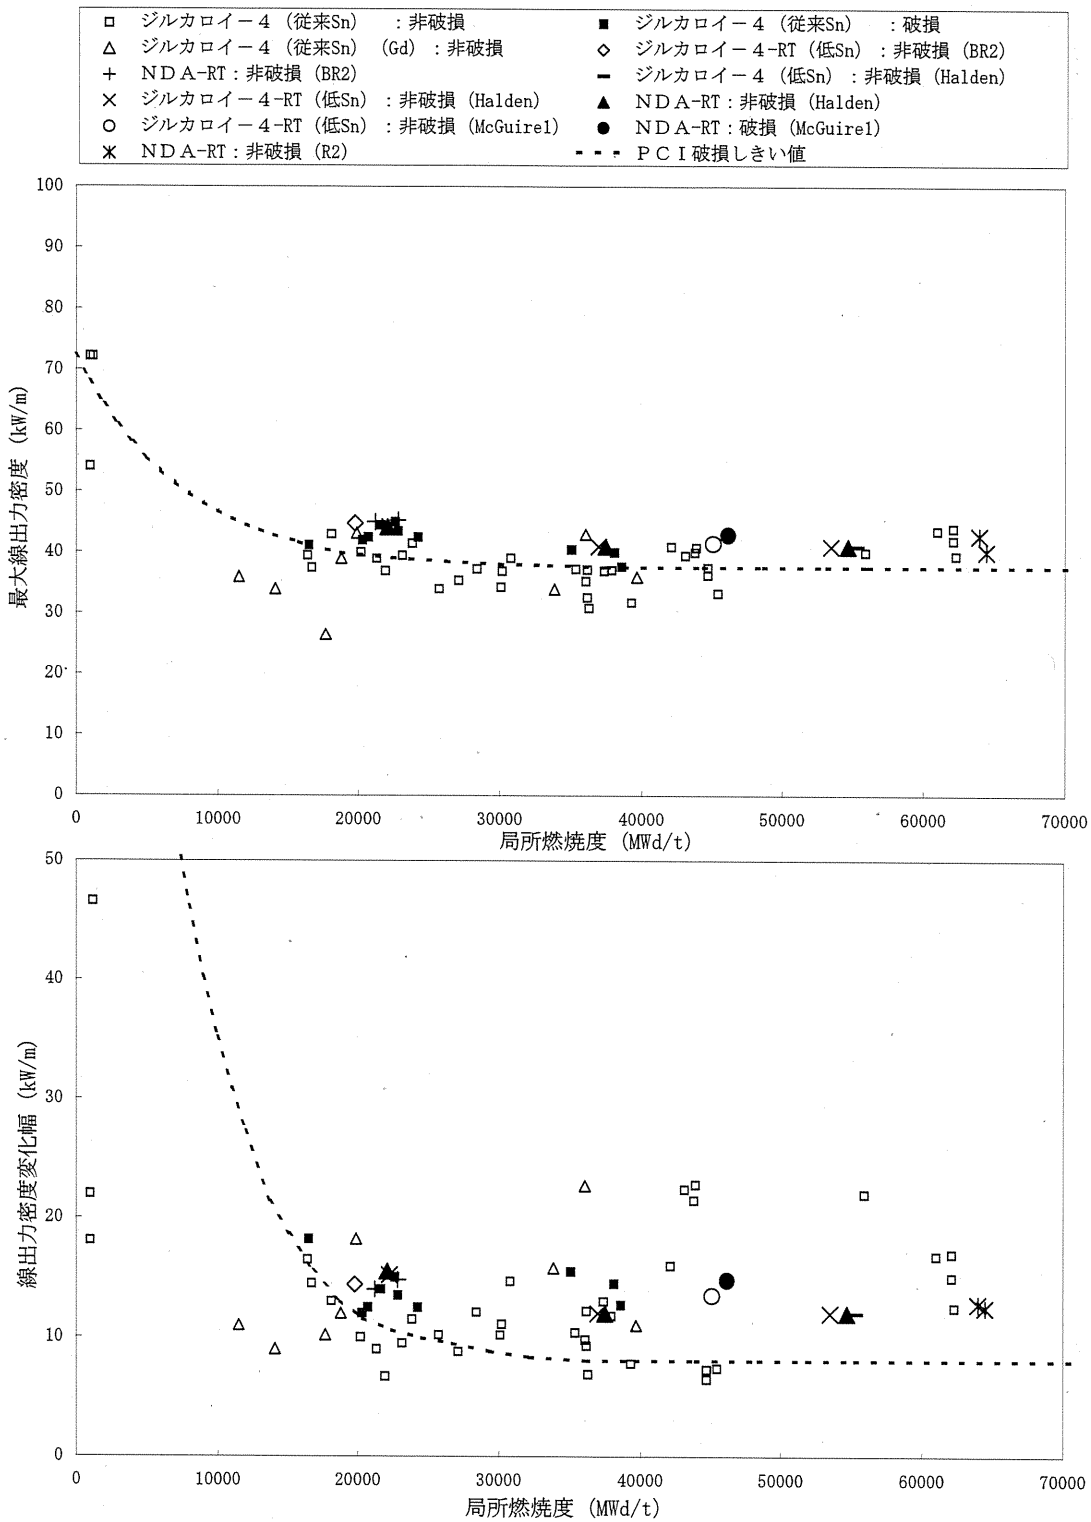 ジルカロイ－４（従来Sn）　：非破損
ジルカロイ－４（従来Sn）　：破損
ジルカロイ－４（従来Sn）（Gd）：非破損
ジルカロイ－４-RT（低Sn）：非破損（BR2）
ＮＤＡ-RT：非破損（BR2）
ジルカロイ－４（低Sn）：非破損（Halden）
ジルカロイ－４-RT（低Sn）：非破損（Halden）
ＮＤＡ-RT：非破損（Halden）
ジルカロイ－４-RT（低Sn）：非破損（McGuire1）
ＮＤＡ-RT：破損（McGuire1）
ＮＤＡ-RT：非破損（R2）
ＰＣＩ破損しきい値
100
90
80
70
60
50
40
30
20
10
0
最大線出力密度（kW/m）
0 10000 20000 30000 40000 50000 60000 70000
局所燃焼度（MWd/t）
50
40
30
20
10
0
線出力密度変化幅（kW/m）
0 10000 20000 30000 40000 50000 60000 70000
局所燃焼度（MWd/t）